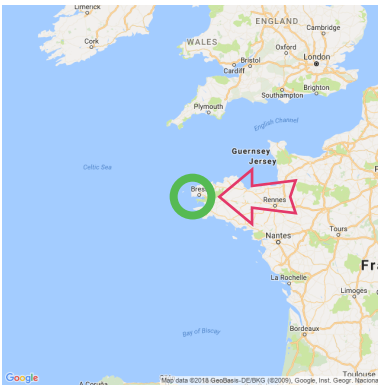 Limerick
ENGLAND
Cambridge
Cork
WALES
Oxford
Bristol
London
Cardiff
Brighton
Southampton
Plymouth
English Channel
Guernsey
Jersey
Celtic Sea
Rennes
Tours
Nantes
La Rochelle
Limoges
Bay of Biscay
Bordeaux
Toulouse
Google
Map data ©2018 GeoBasis-DE/BKG (©2009), Google, Inst. Geogr. Nacional